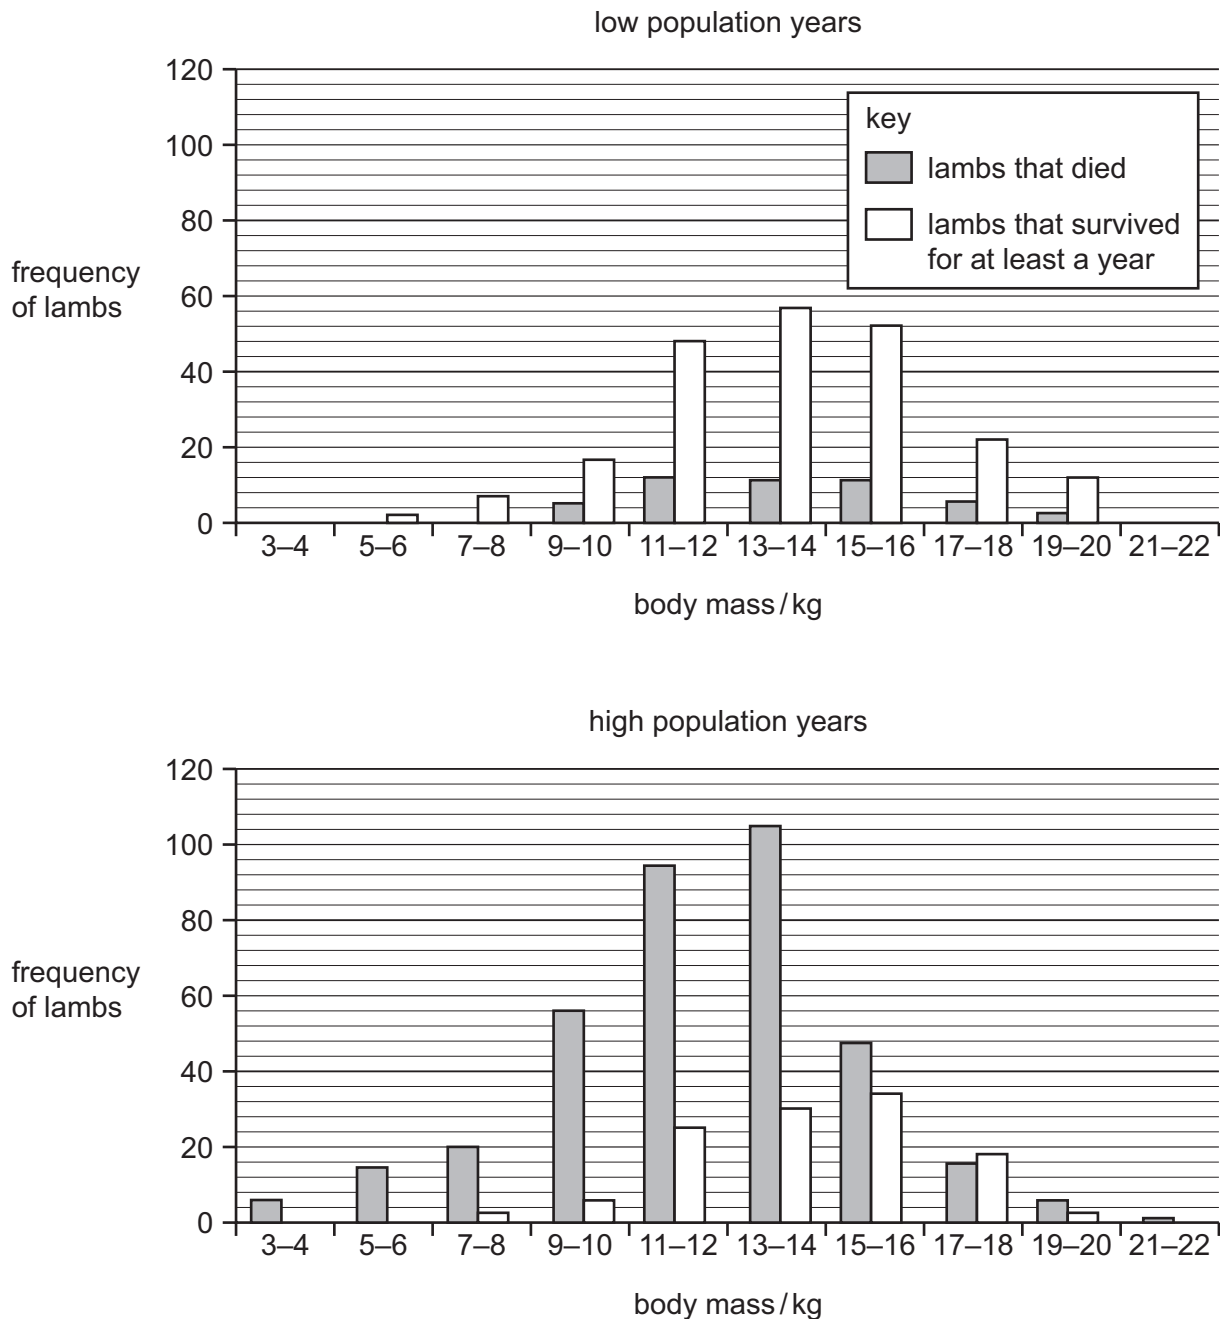 low population years
120
100
80
60
40
20
0
frequency
of lambs
key
lambs that died
lambs that survived
for at least a year
3–4 5–6 7–8 9–10 11–12 13–14 15–16 17–18 19–20 21–22
body mass / kg
high population years
120
100
80
60
40
20
0
frequency
of lambs
3–4 5–6 7–8 9–10 11–12 13–14 15–16 17–18 19–20 21–22
body mass / kg